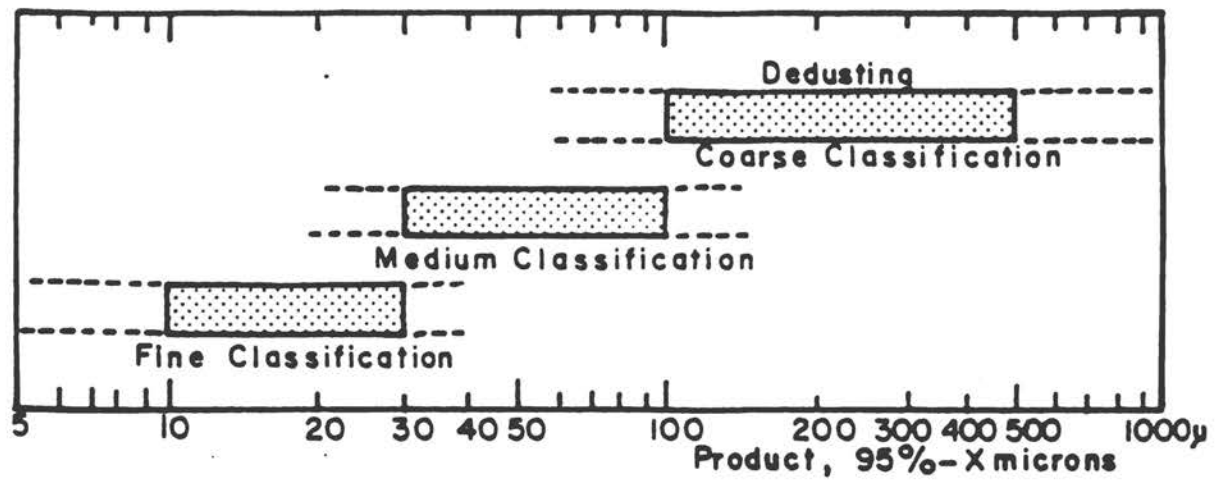 Dedusting
Coarse Classification
Medium Classification
Fine Classification
5 10 20 30 40 50 100 200 300 400 500 1000μ
Product, 95%-X microns